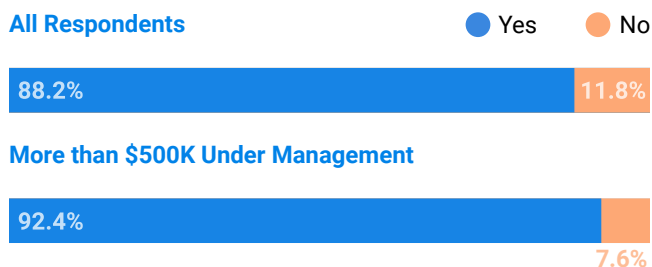 All Respondents Yes No
88.2% 11.8%
More than $500K Under Management
92.4%
7.6%